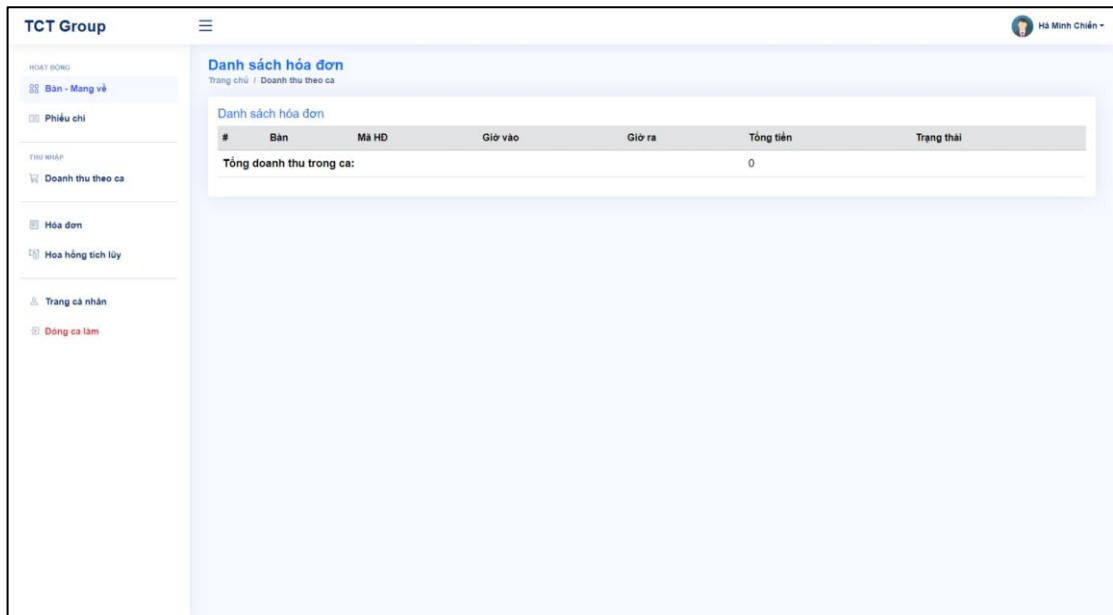 TCT Group
Hà Minh Chiến
HOẠT ĐỘNG
Bàn - Mang về
Phiếu chi
THU NHẬP
Doanh thu theo ca
Hóa đơn
Hoa hồng tích lũy
Trang cá nhân
Đóng ca làm
Danh sách hóa đơn
Trang chủ / Doanh thu theo ca
Danh sách hóa đơn
# Bàn Mã HĐ Giờ vào Giờ ra Tổng tiền Trạng thái
Tổng doanh thu trong ca: 0